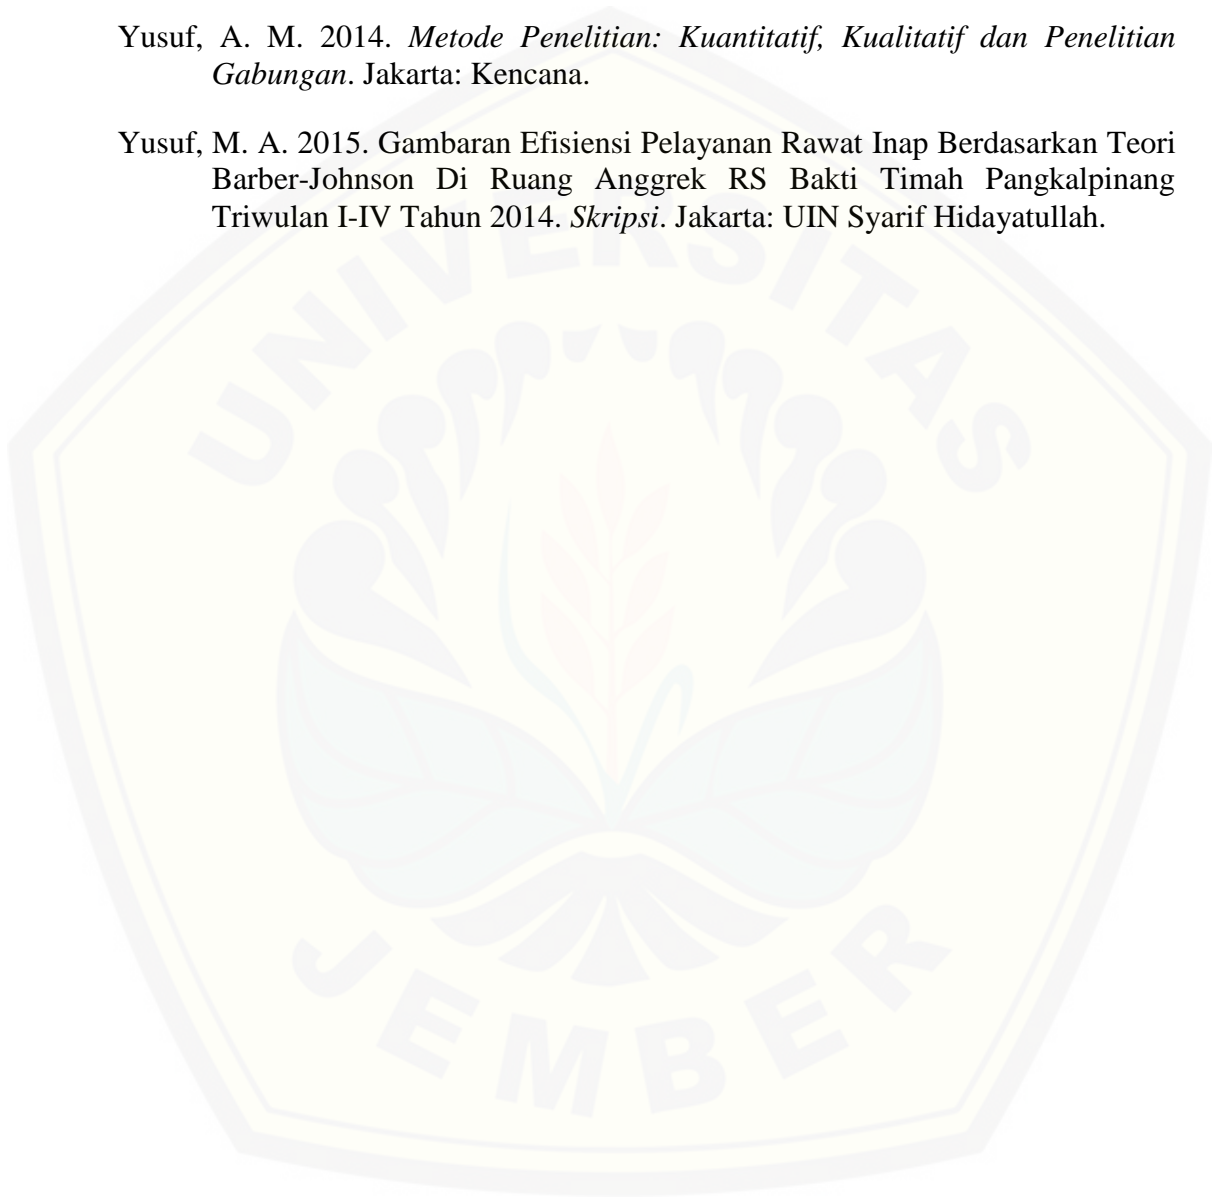 Yusuf, A. M. 2014. Metode Penelitian: Kuantitatif, Kualitatif dan Penelitian
Gabungan. Jakarta: Kencana.
Yusuf, M. A. 2015. Gambaran Efisiensi Pelayanan Rawat Inap Berdasarkan Teori
Barber-Johnson Di Ruang Anggrek RS Bakti Timah Pangkalpinang
Triwulan I-IV Tahun 2014. Skripsi. Jakarta: UIN Syarif Hidayatullah.
UNIVERSITAS
JEMBER